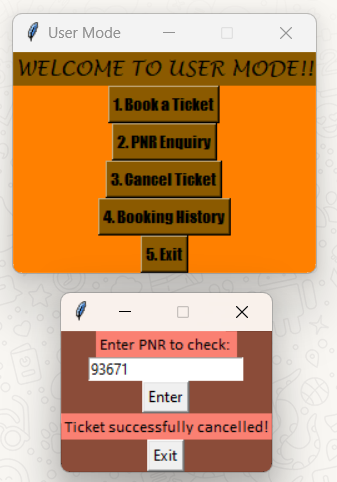 User Mode
WELCOME TO USER MODE!!
1. Book a Ticket
2. PNR Enquiry
3. Cancel Ticket
4. Booking History
5. Exit
Enter PNR to check:
93671
Enter
Ticket successfully cancelled!
Exit